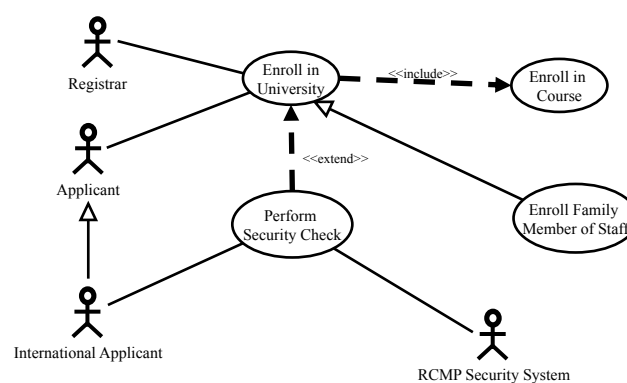 Registrar
Enroll in
University
<<include>>
Enroll in
Course
Applicant
<<extend>>
Perform
Security Check
Enroll Family
Member of Staff
International Applicant
RCMP Security System